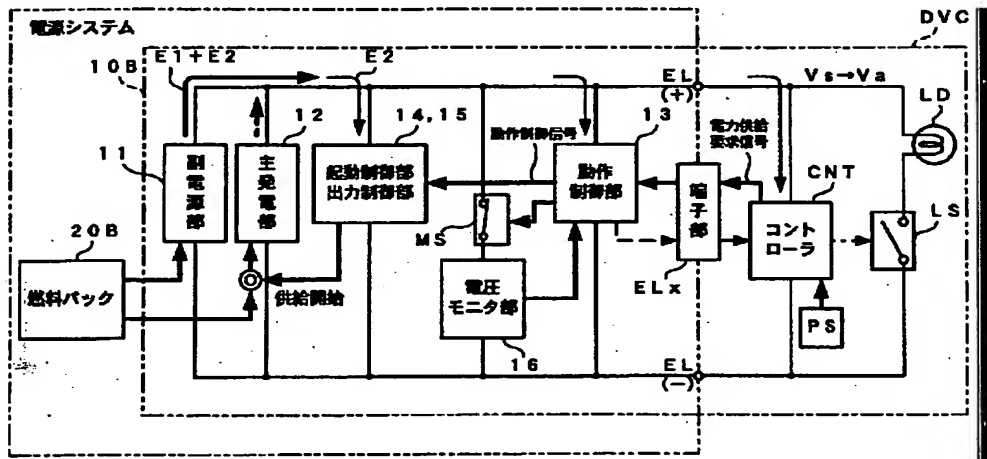 電源システム
DVC
E1+E2
10B
E2
EL
(+)
Vs→Va
LD
12
14,15
動作制御信号
13
電力供給
要求信号
11
副電源部
主発電部
起動制御部
出力制御部
動作
制御部
端子部
CNT
コント
ローラ
LS
MS
20B
燃料パック
供給開始
電圧
モニタ部
ELx
PS
16
EL
(-)